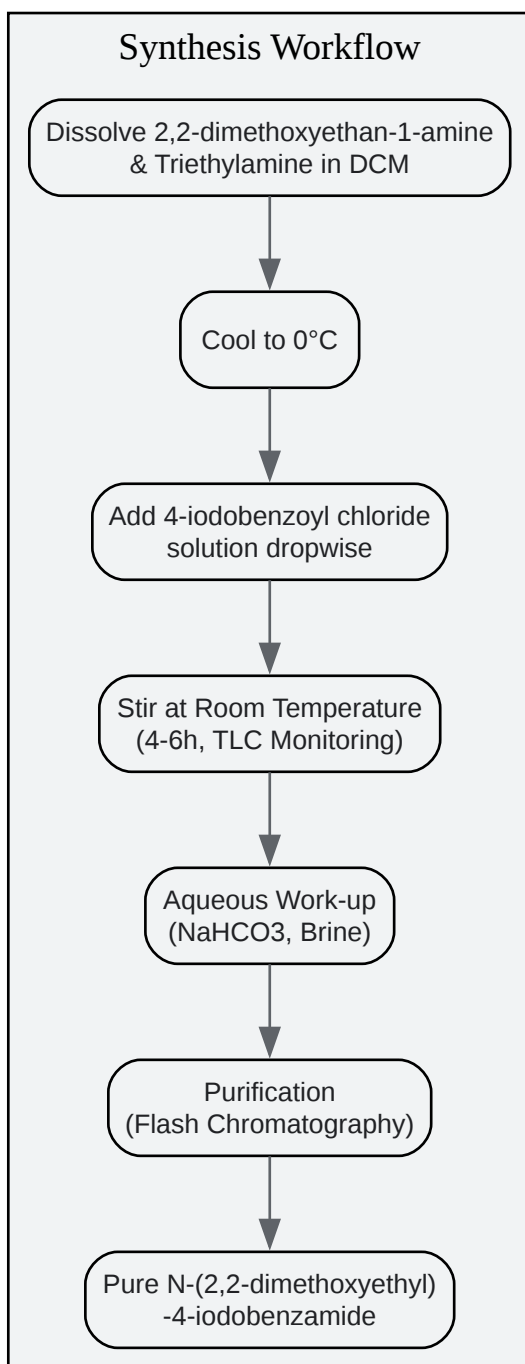 Synthesis Workflow
Dissolve 2,2-dimethoxyethan-1-amine
& Triethylamine in DCM
Cool to 0°C
Add 4-iodobenzoyl chloride
solution dropwise
Stir at Room Temperature
(4-6h, TLC Monitoring)
Aqueous Work-up
(NaHCO3, Brine)
Purification
(Flash Chromatography)
Pure N-(2,2-dimethoxyethyl)
-4-iodobenzamide